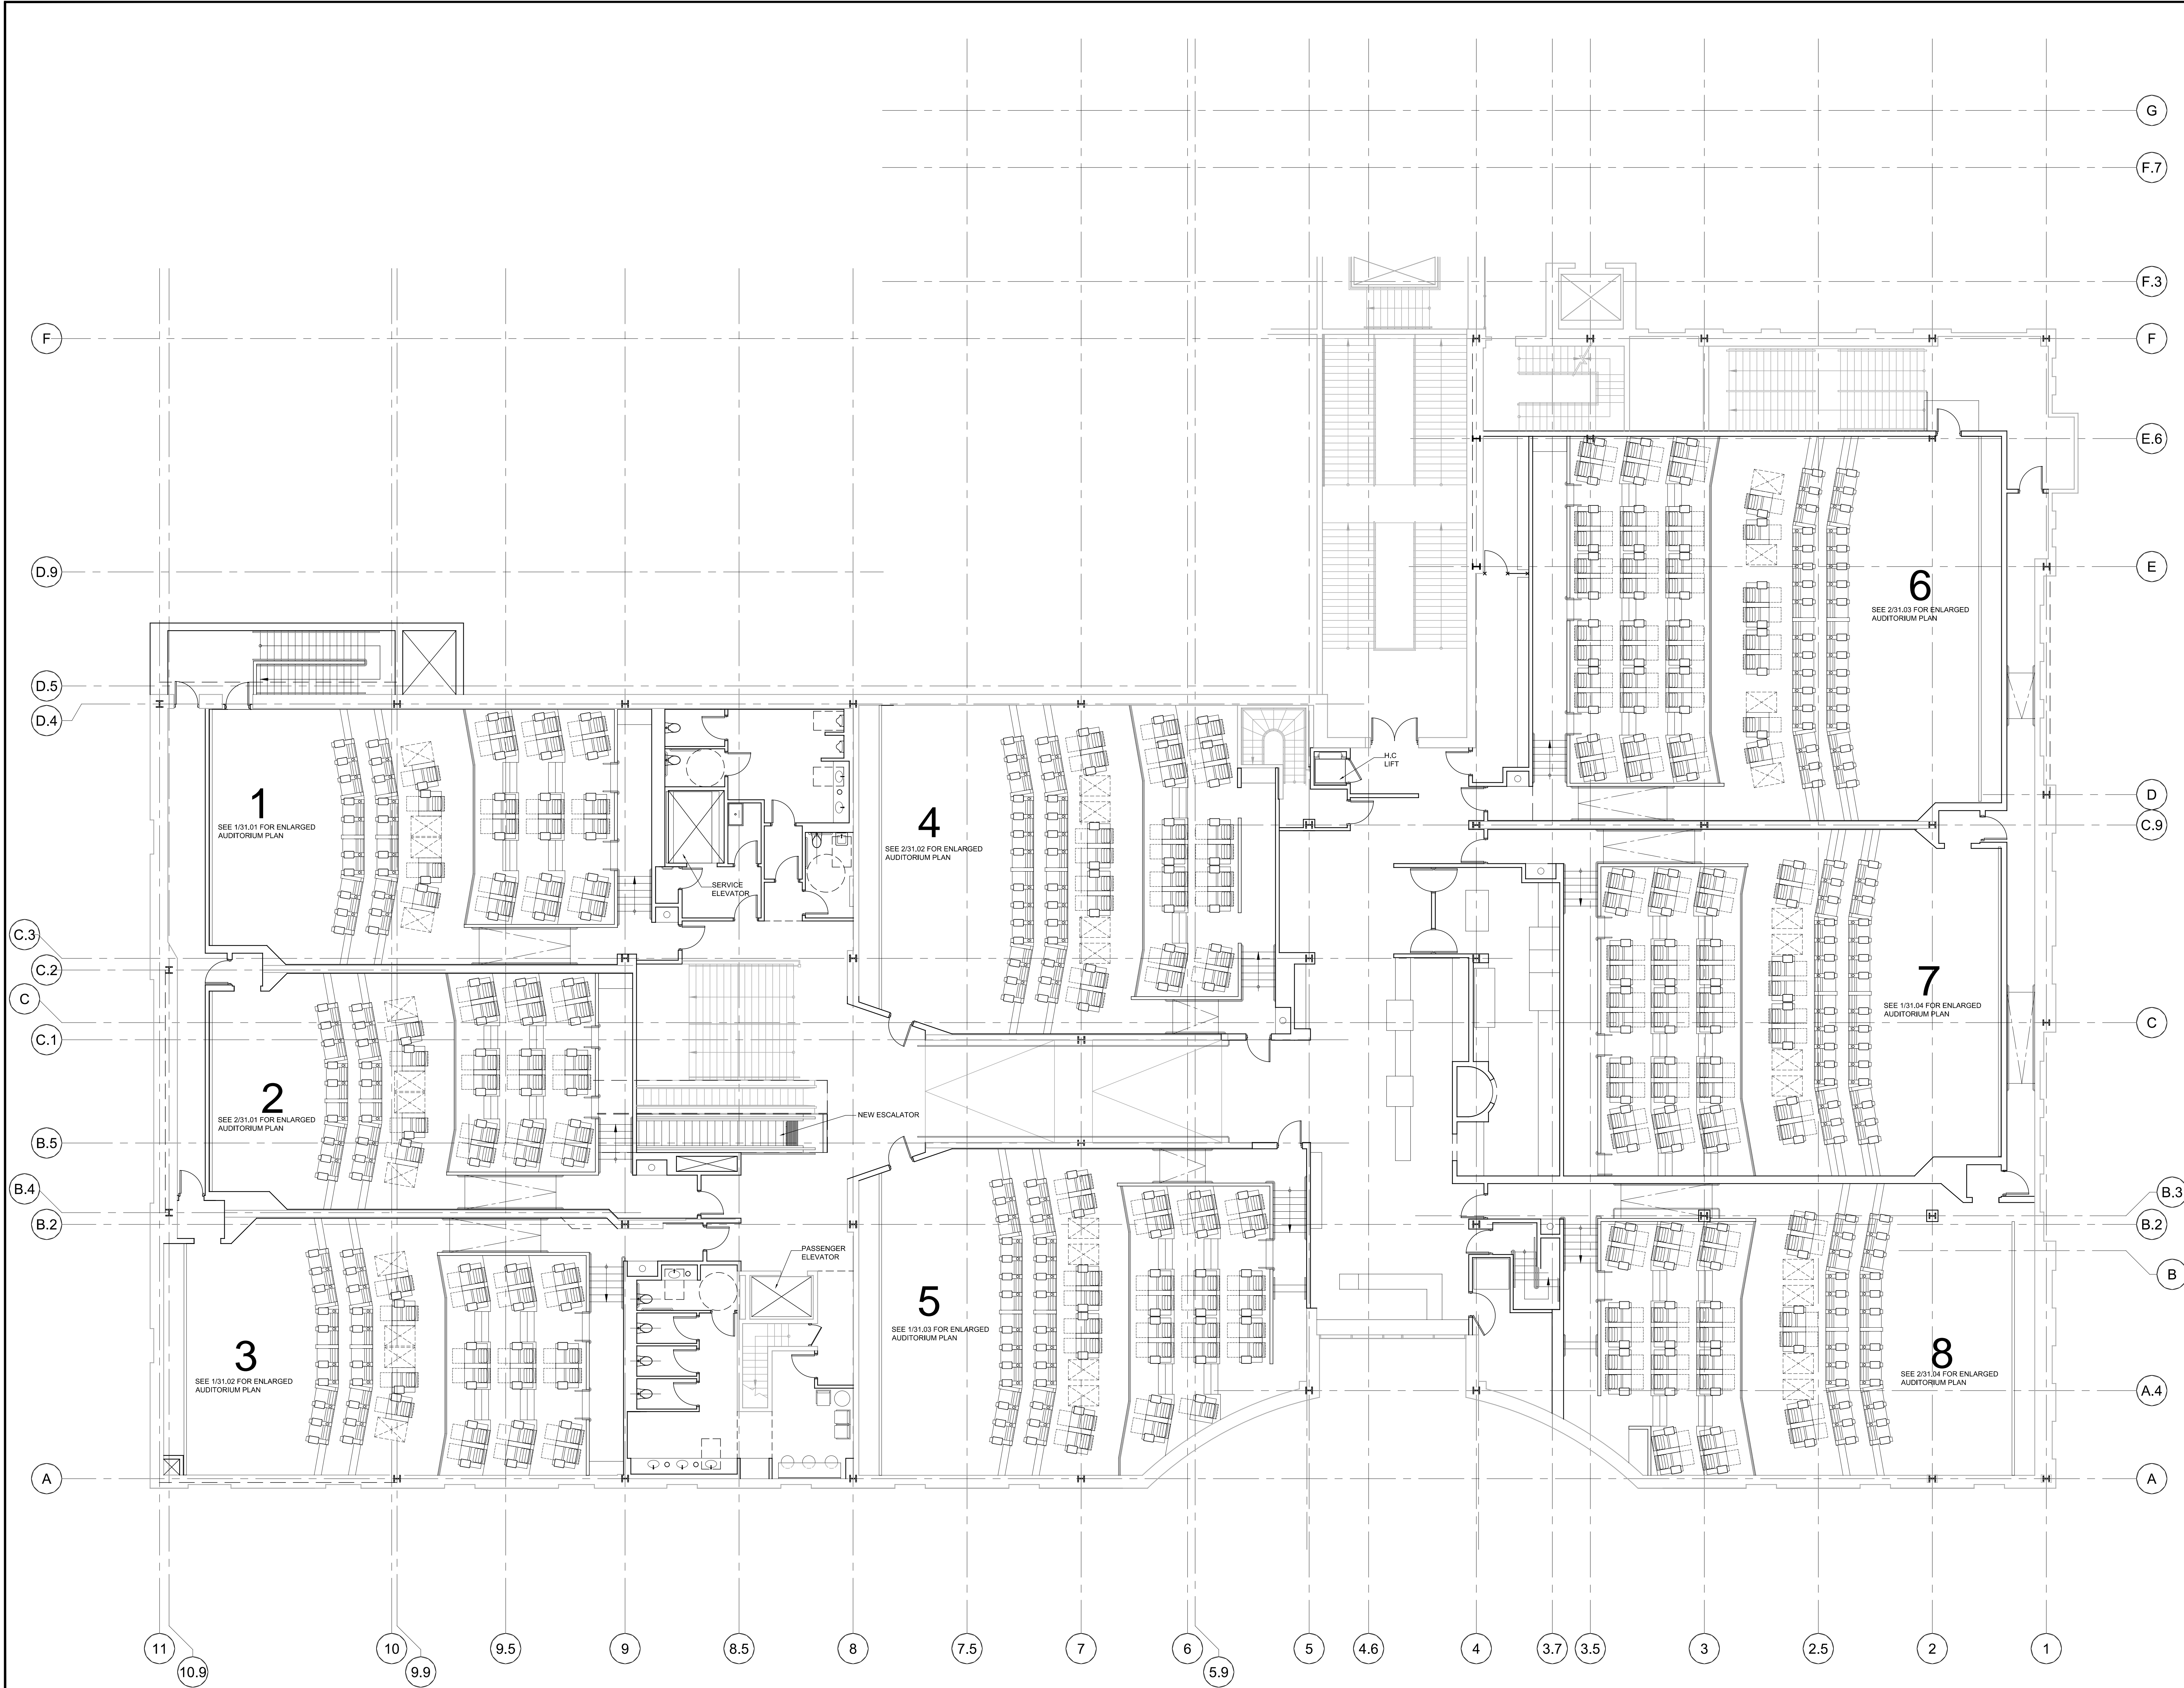 G
F.7
F.3
F
F
E.6
D.9
E
6
SEE 2/31.03 FOR ENLARGED
AUDITORIUM PLAN
D.5
D.4
H.C
LIFT
1
SEE 1/31.01 FOR ENLARGED
AUDITORIUM PLAN
4
SEE 2/31.02 FOR ENLARGED
AUDITORIUM PLAN
D
C.9
SERVICE
ELEVATOR
C.3
C.2
C
C.1
7
SEE 1/31.04 FOR ENLARGED
AUDITORIUM PLAN
C
2
SEE 2/31.01 FOR ENLARGED
AUDITORIUM PLAN
NEW ESCALATOR
B.5
B.4
B.2
B.3
B.2
B
PASSENGER
ELEVATOR
3
SEE 1/31.02 FOR ENLARGED
AUDITORIUM PLAN
5
SEE 1/31.03 FOR ENLARGED
AUDITORIUM PLAN
8
SEE 2/31.04 FOR ENLARGED
AUDITORIUM PLAN
A.4
A
A
11
10.9
10
9.9
9.5
9
8.5
8
7.5
7
6
5.9
5
4.6
4
3.7
3.5
3
2.5
2
1